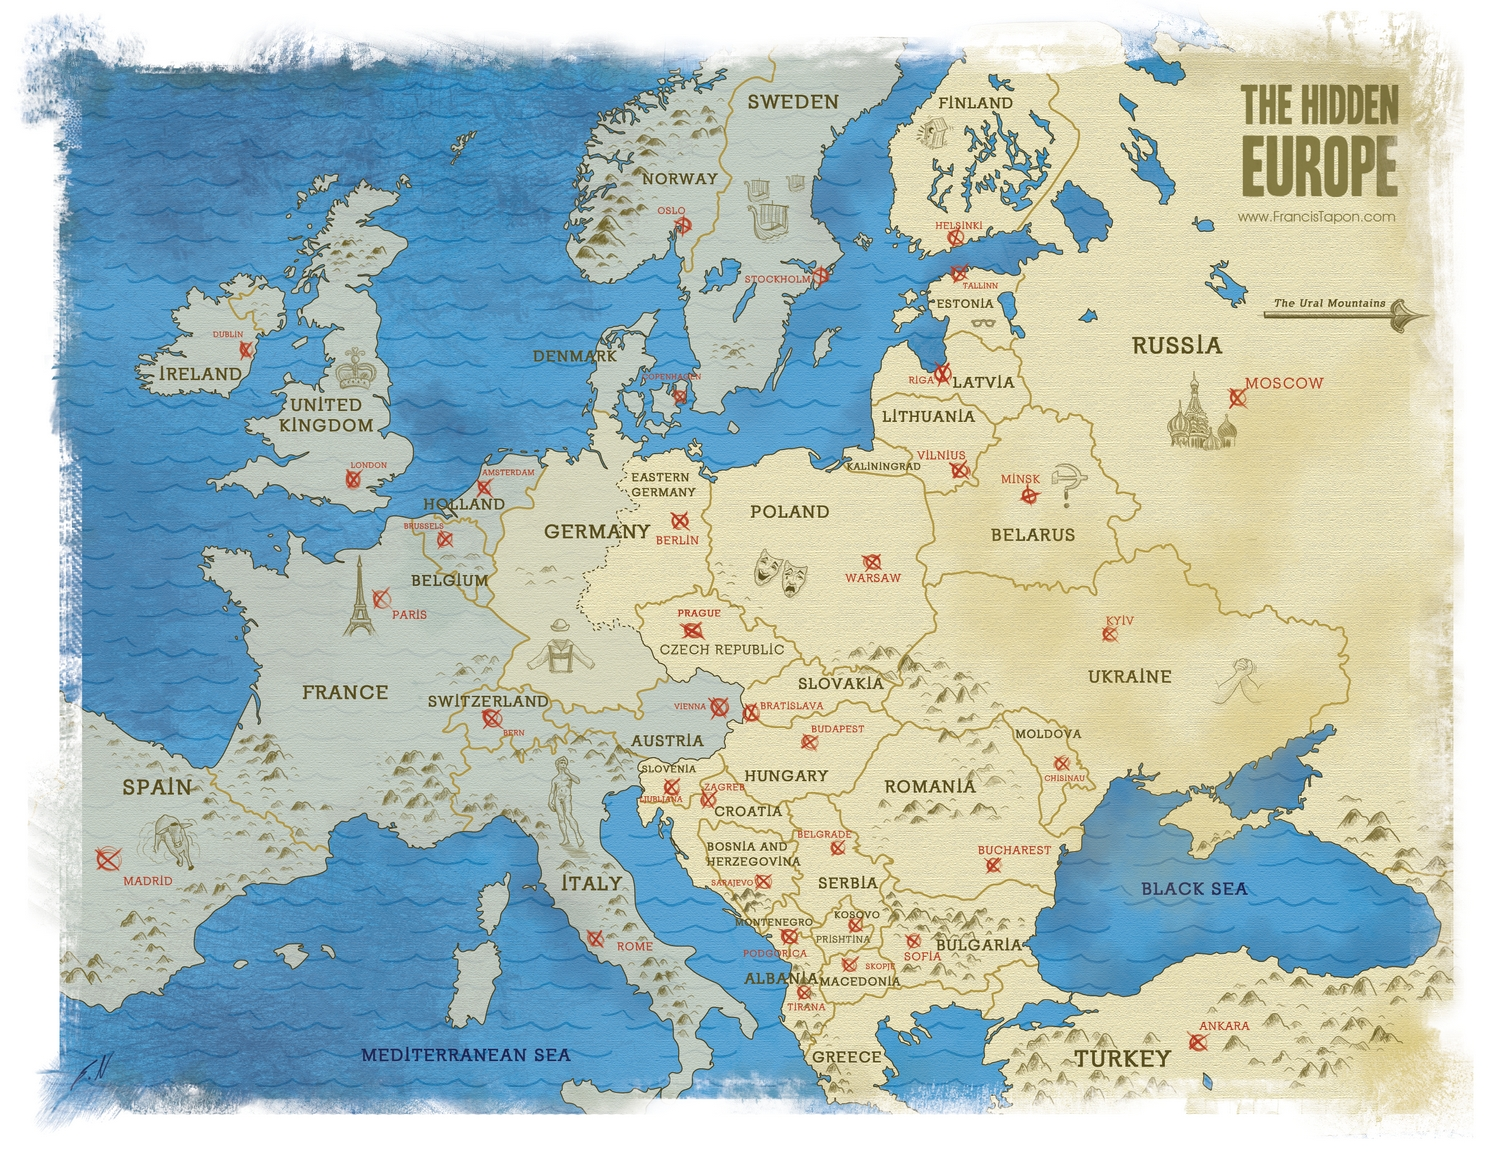 THE HIDDEN
EUROPE
www.FrancisTapon.com
SWEDEN
FINLAND
NORWAY
OSLO
HELSINKI
STOCKHOLM
TALLINN
ESTONIA
The Ural Mountains
DUBLIN
IRELAND
DENMARK
COPENHAGEN
RUSSIA
MOSCOW
RIGA
LATVIA
UNITED
KINGDOM
LITHUANIA
LONDON
AMSTERDAM
HOLLAND
KALININGRAD
VILNIUS
MINSK
BELARUS
EASTERN
GERMANY
GERMANY
BERLIN
POLAND
WARSAW
BRUSSELS
BELGIUM
PARIS
PRAGUE
CZECH REPUBLIC
KYIV
UKRAINE
FRANCE
SWITZERLAND
BERN
VIENNA
AUSTRIA
SLOVAKIA
BRATISLAVA
BUDAPEST
HUNGARY
MOLDOVA
CHISINAU
SPAIN
MADRID
SLOVENIA
LJUBLJANA
ZAGREB
CROATIA
ROMANIA
BUCHAREST
BELGRADE
BOSNIA AND
HERZEGOVINA
SARAJEVO
SERBIA
ITALY
ROME
BLACK SEA
MONTENEGRO
PODGORICA
KOSOVO
PRISHTINA
BULGARIA
SOFIA
ALBANIA
TIRANA
SKOPJE
MACEDONIA
GREECE
ANKARA
TURKEY
MEDITERRANEAN SEA
F.N